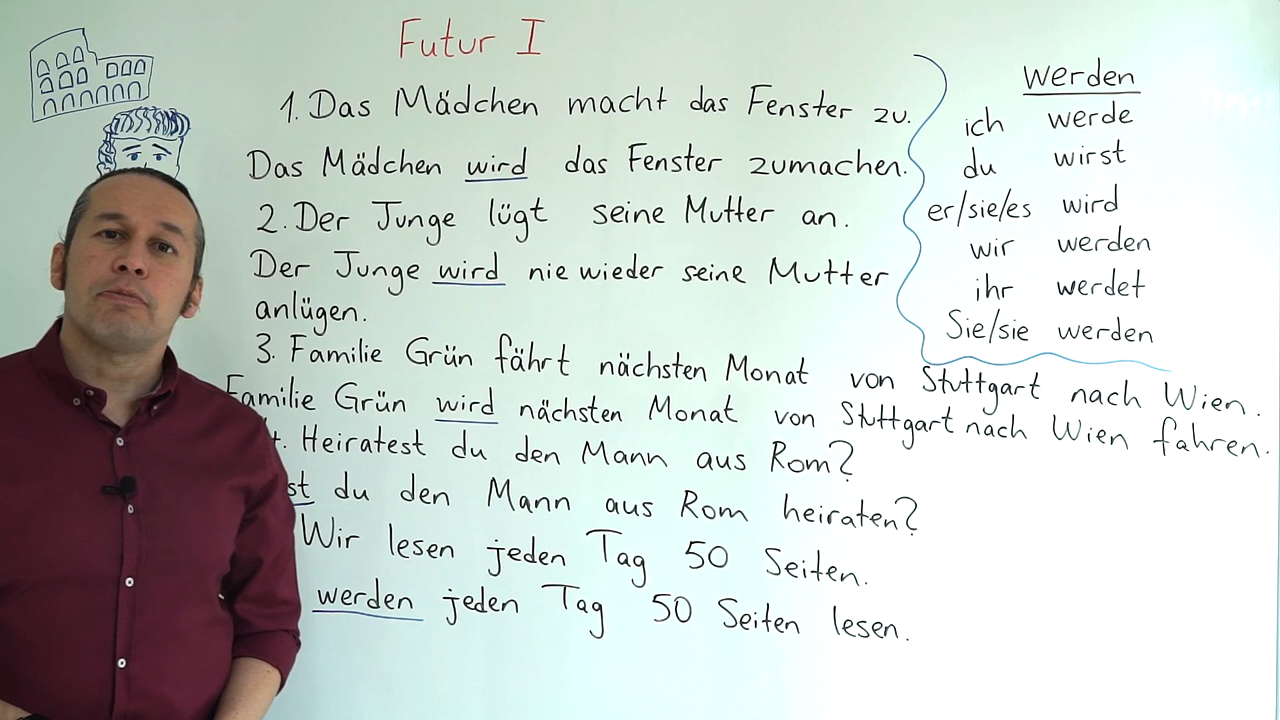 Futur I
1. Das Mädchen macht das Fenster zu.
Das Mädchen wird das Fenster zumachen.
2. Der Junge lügt seine Mutter an.
Der Junge wird nie wieder seine Mutter
anlügen.
3. Familie Grün fährt nächsten Monat von Stuttgart nach Wien.
Familie Grün wird nächsten Monat von Stuttgart nach Wien fahren.
4. Heiratest du den Mann aus Rom?
st du den Mann aus Rom heiraten?
Wir lesen jeden Tag 50 Seiten.
werden jeden Tag 50 Seiten lesen.
werden
ich werde
du wirst
er/sie/es wird
wir werden
ihr werdet
Sie/sie werden